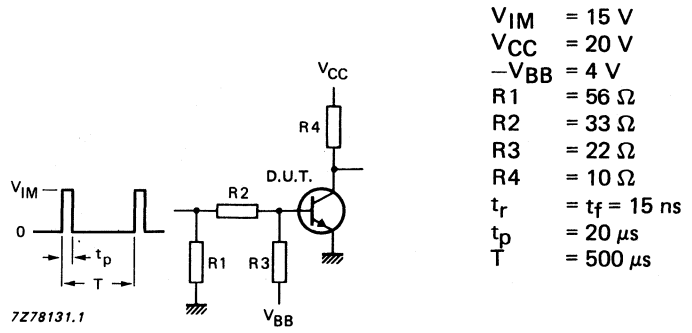 V_IM = 15 V
V_CC = 20 V
–V_BB = 4 V
R1 = 56 Ω
R2 = 33 Ω
R3 = 22 Ω
R4 = 10 Ω
t_r = t_f = 15 ns
t_p = 20 μs
T = 500 μs
V_CC
R4
D.U.T.
R2
V_IM
0
R1
R3
t_p
T
V_BB
7Z78131.1